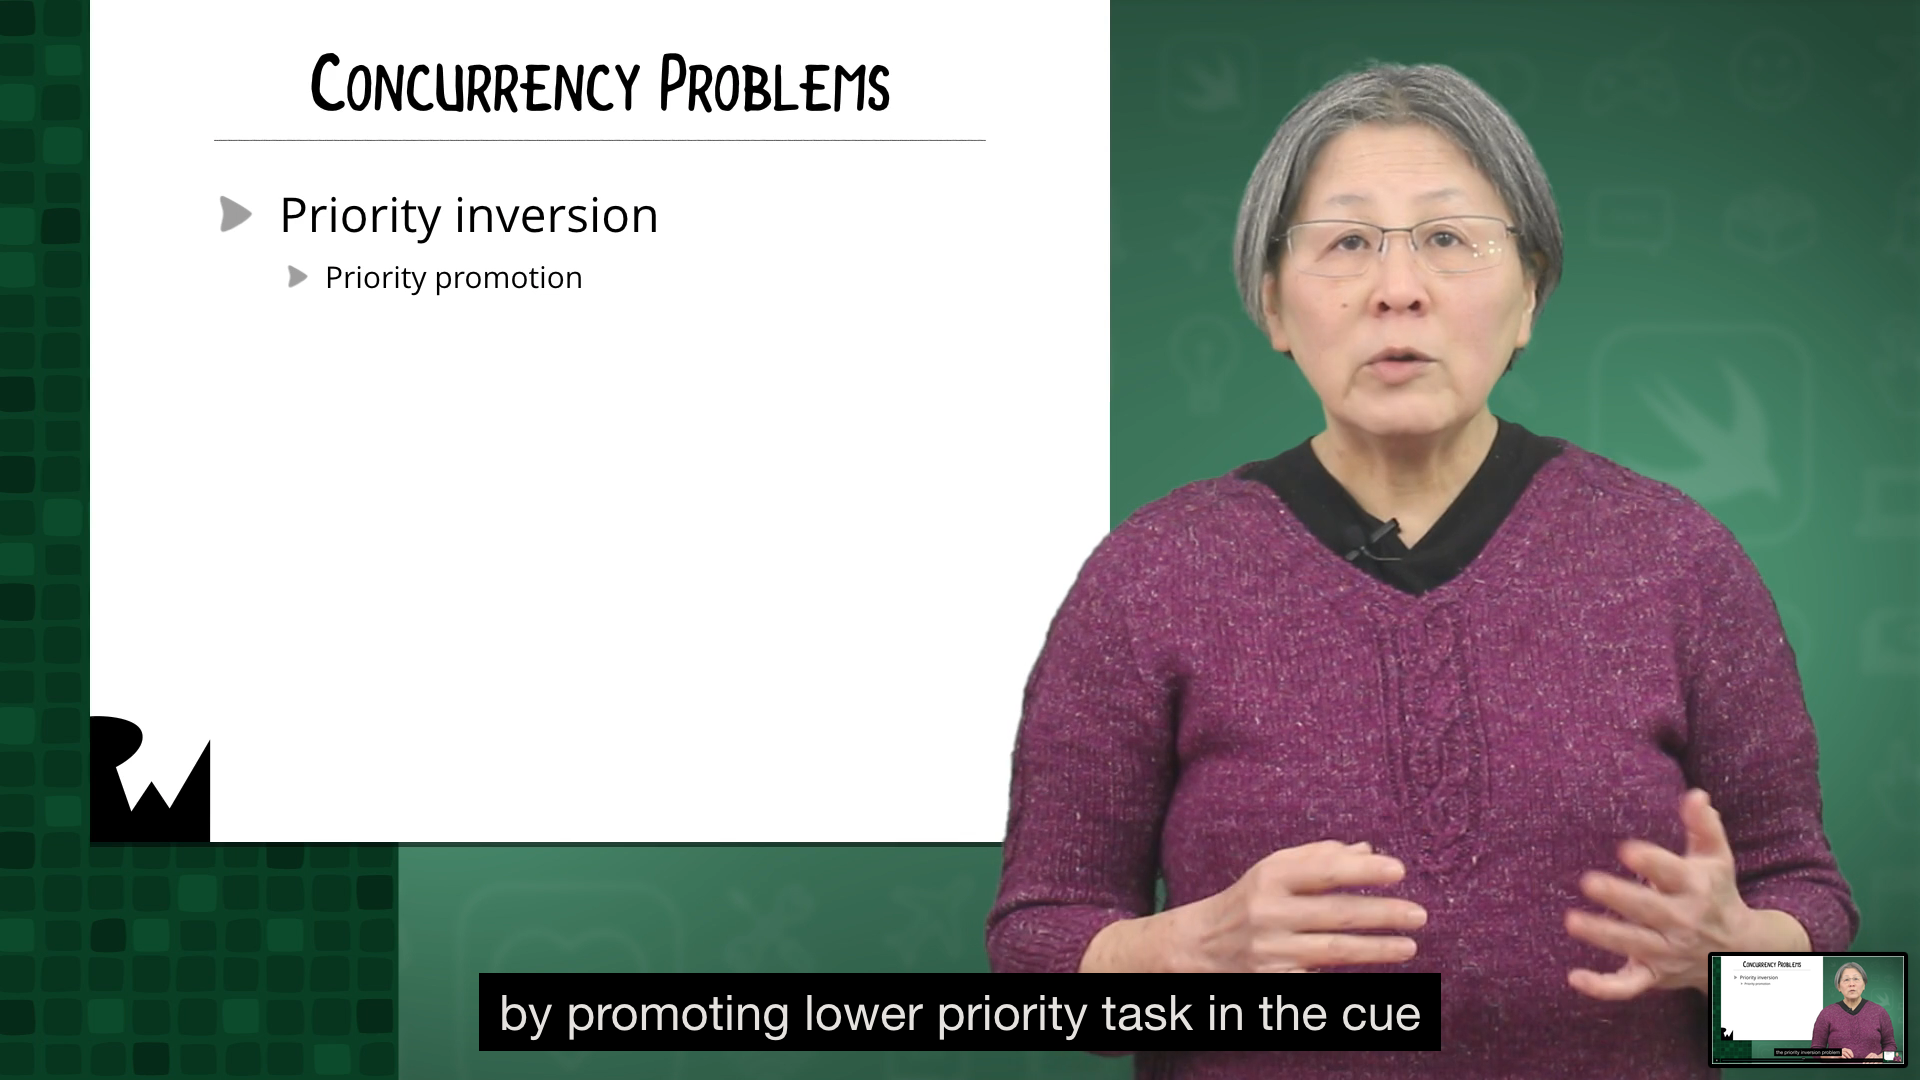 CONCURRENCY PROBLEMS
Priority inversion
Priority promotion
RW
by promoting lower priority task in the cue
CONCURRENCY PROBLEMS
Priority inversion
Priority promotion
the priority inversion problem